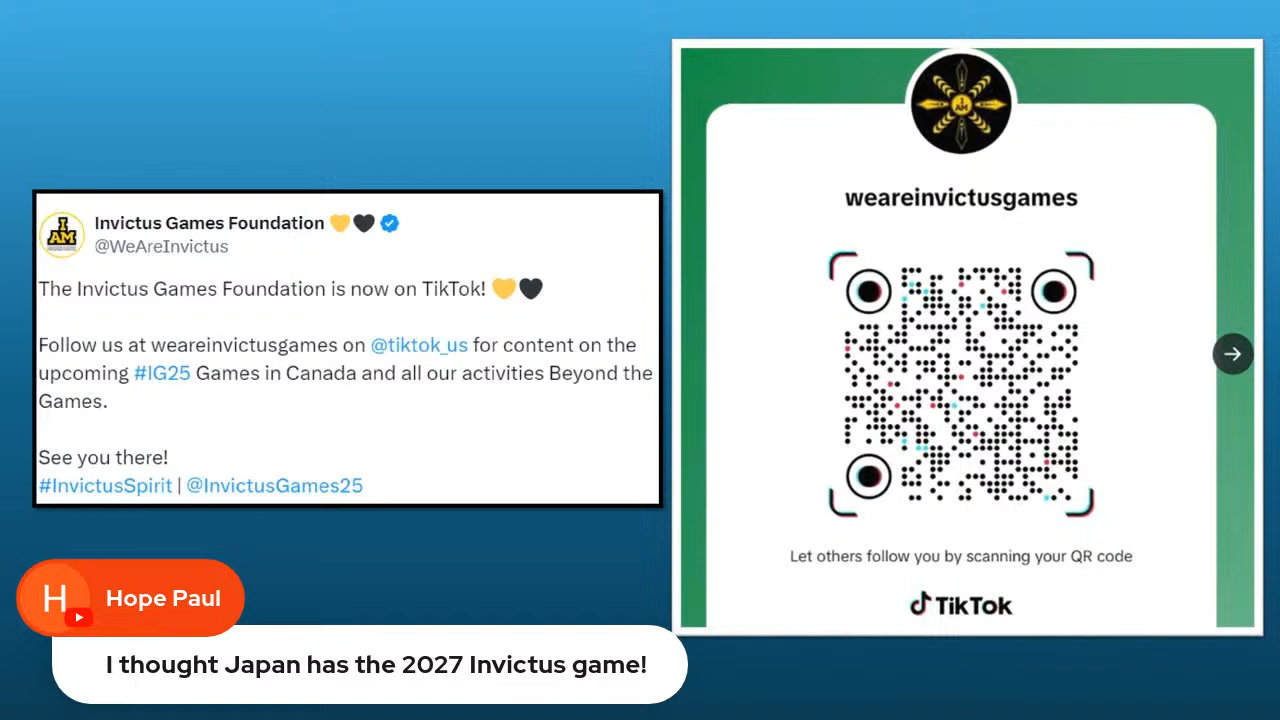 Invictus Games Foundation 💛🖤
@WeAreInvictus
The Invictus Games Foundation is now on TikTok! 💛🖤
Follow us at weareinvictusgames on @tiktok_us for content on the
upcoming #IG25 Games in Canada and all our activities Beyond the
Games.
See you there!
#InvictusSpirit | @InvictusGames25
I
AM
I
AM
weareinvictusgames
Let others follow you by scanning your QR code
TikTok
H
Hope Paul
I thought Japan has the 2027 Invictus game!